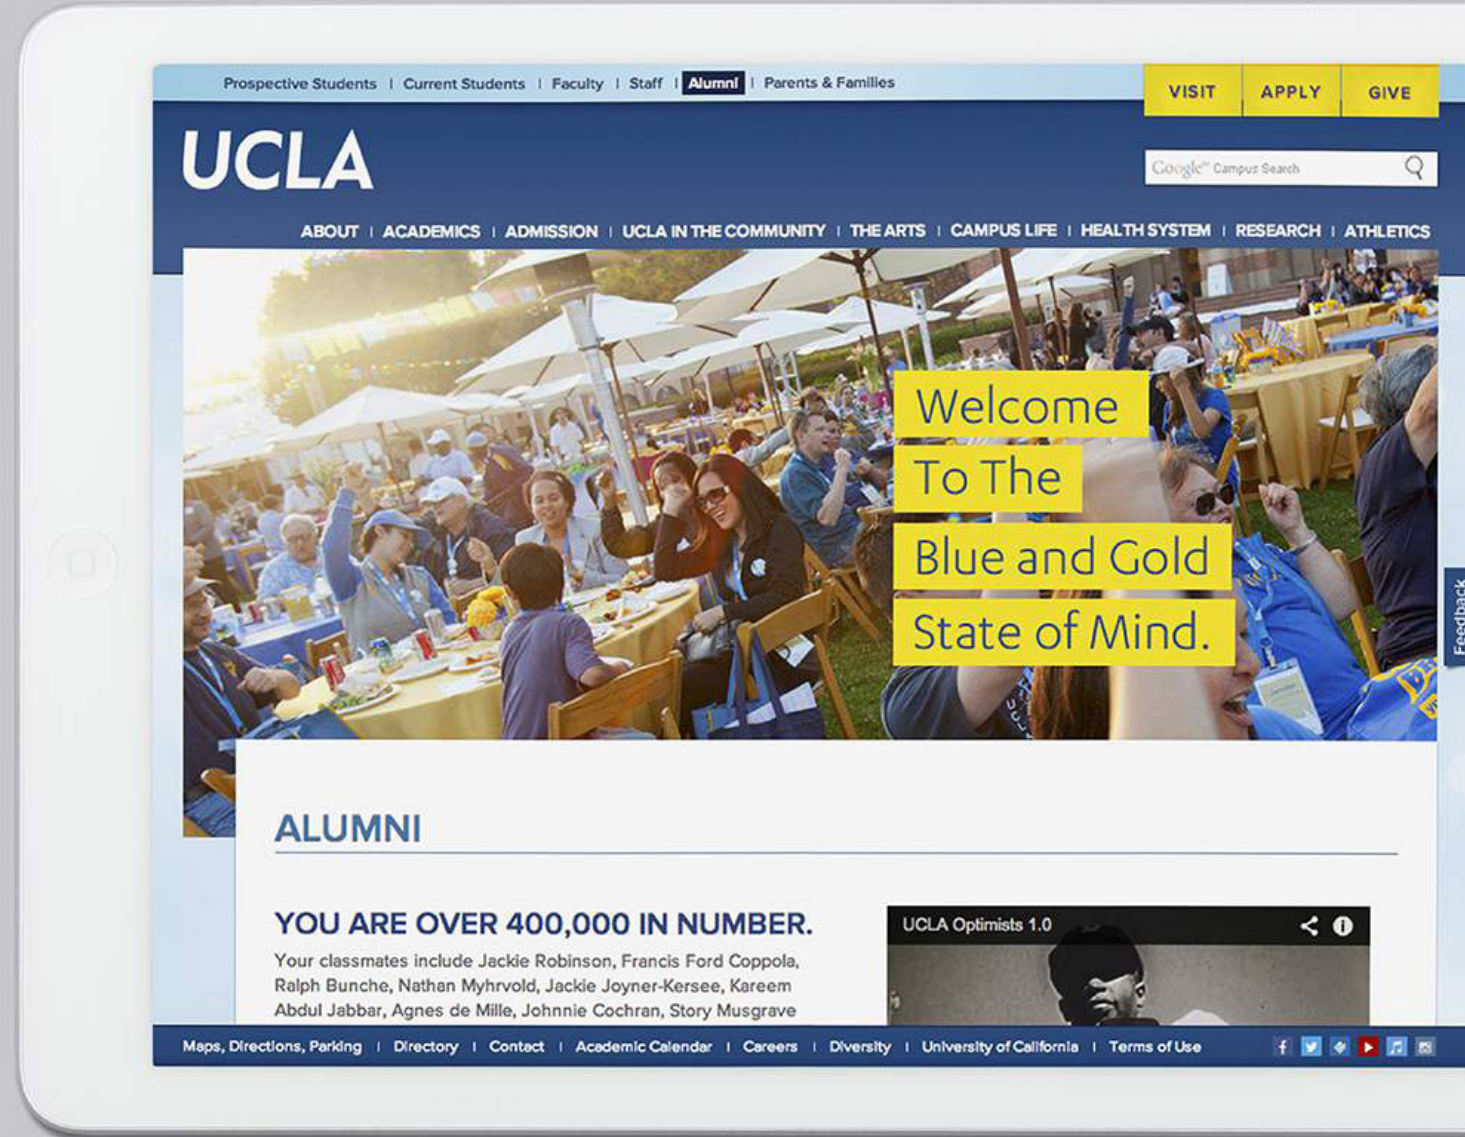 Prospective Students | Current Students | Faculty | Staff | Alumni | Parents & Families
VISIT
APPLY
GIVE
UCLA
Google™ Campus Search
ABOUT | ACADEMICS | ADMISSION | UCLA IN THE COMMUNITY | THE ARTS | CAMPUS LIFE | HEALTH SYSTEM | RESEARCH | ATHLETICS
Welcome
To The
Blue and Gold
State of Mind.
Feedback
UCLA
ALUMNI
YOU ARE OVER 400,000 IN NUMBER.
Your classmates include Jackie Robinson, Francis Ford Coppola,
Ralph Bunche, Nathan Myhrvold, Jackie Joyner-Kersee, Kareem
Abdul Jabbar, Agnes de Mille, Johnnie Cochran, Story Musgrave
UCLA Optimists 1.0
Maps, Directions, Parking | Directory | Contact | Academic Calendar | Careers | Diversity | University of California | Terms of Use